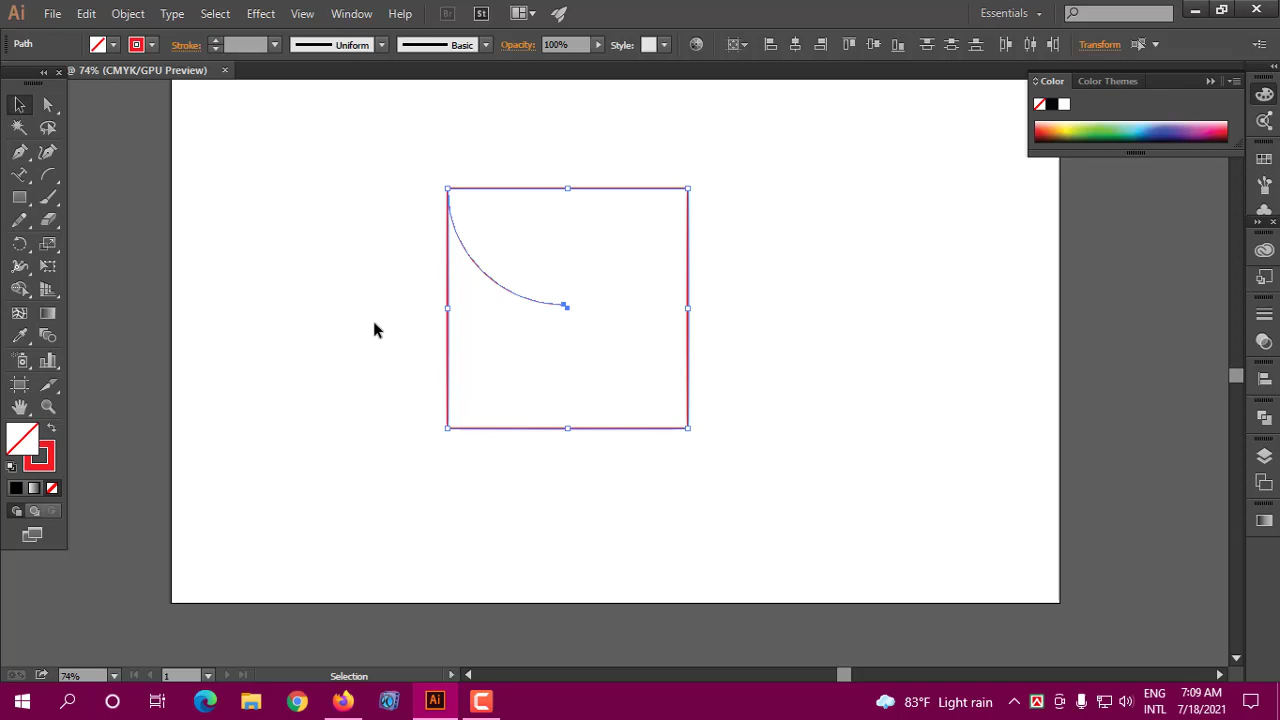 Ai File Edit Object Type Select Effect View Window Help Br St Essentials
Path Stroke: Uniform Basic Opacity: 100% Style: Transform
@ 74% (CMYK/GPU Preview) ×
Color Color Themes
74% 1 Selection
Ai 83°F Light rain ENG INTL 7:09 AM 7/18/2021